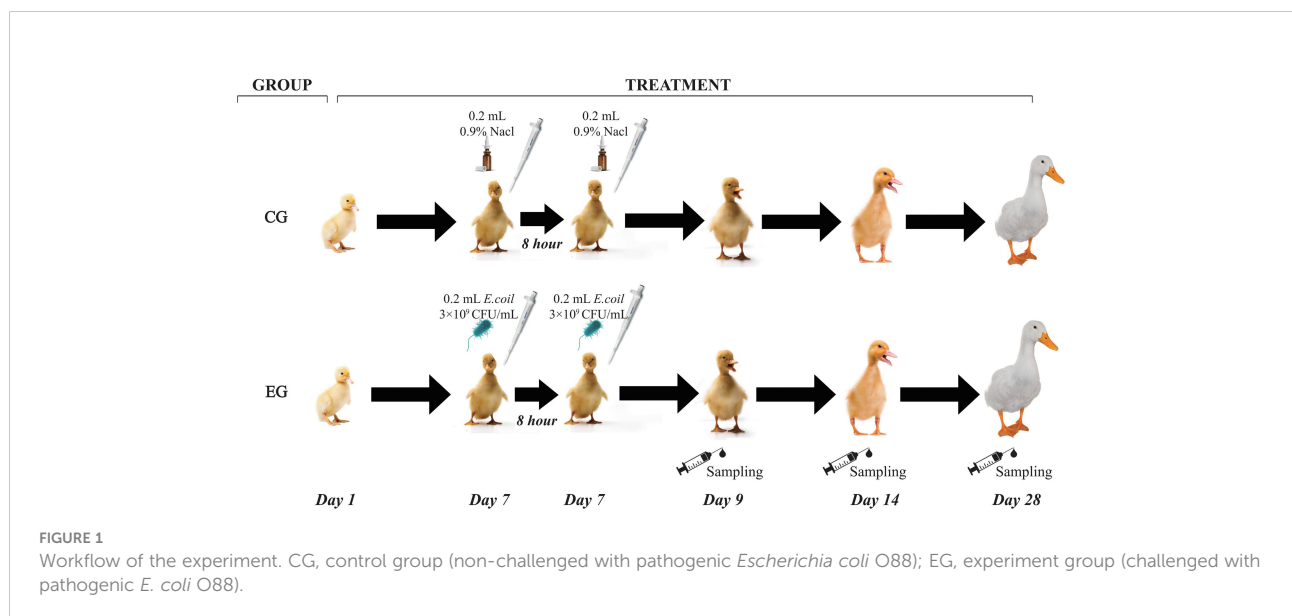 GROUP TREATMENT
0.2 mL 0.2 mL
0.9% Nacl 0.9% Nacl
CG
8 hour
0.2 mL E.coil 0.2 mL E.coil
3×10⁹ CFU/mL 3×10⁹ CFU/mL
EG
8 hour
Sampling Sampling Sampling
Day 1 Day 7 Day 7 Day 9 Day 14 Day 28
FIGURE 1
Workflow of the experiment. CG, control group (non-challenged with pathogenic Escherichia coli O88); EG, experiment group (challenged with
pathogenic E. coli O88).